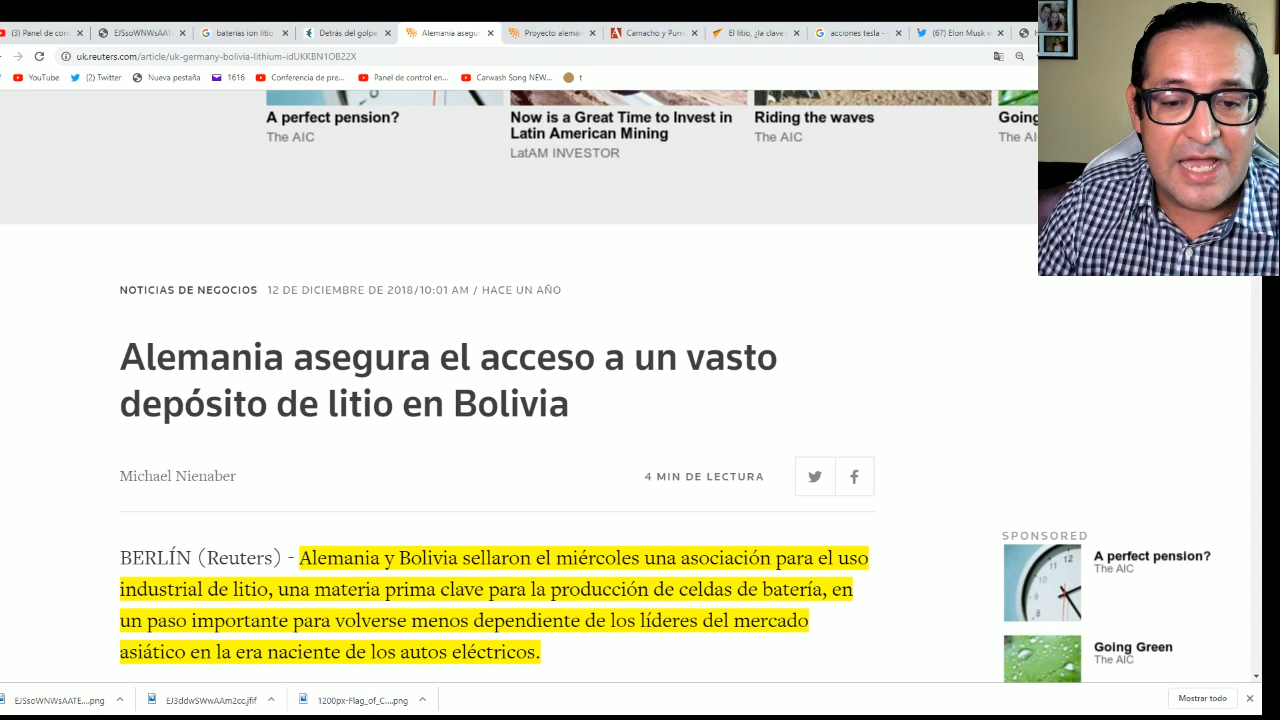 (3) Panel de con
EJSsoWNWsAAT
baterias ion litio
Detrás del golpe
Alemania asegu
Proyecto aleman
Camacho y Pum
El litio, ¿la clave
acciones tesla - G
(67) Elon Musk e
uk.reuters.com/article/uk-germany-bolivia-lithium-idUKKBN1OB22X
YouTube
(2) Twitter
Nueva pestaña
1616
Conferencia de pre...
Panel de control en...
Carwash Song NEW...
t
A perfect pension?
The AIC
Now is a Great Time to Invest in
Latin American Mining
LatAM INVESTOR
Riding the waves
The AIC
Going
The AI
NOTICIAS DE NEGOCIOS 12 DE DICIEMBRE DE 2018/10:01 AM / HACE UN AÑO
Alemania asegura el acceso a un vasto
depósito de litio en Bolivia
Michael Nienaber
4 MIN DE LECTURA
BERLÍN (Reuters) - Alemania y Bolivia sellaron el miércoles una asociación para el uso
industrial de litio, una materia prima clave para la producción de celdas de batería, en
un paso importante para volverse menos dependiente de los líderes del mercado
asiático en la era naciente de los autos eléctricos.
SPONSORED
A perfect pension?
The AIC
Going Green
The AIC
EJSsoWNWsAATE....png
EJ3ddwSWwAAm2cc.jfif
1200px-Flag_of_C....png
Mostrar todo